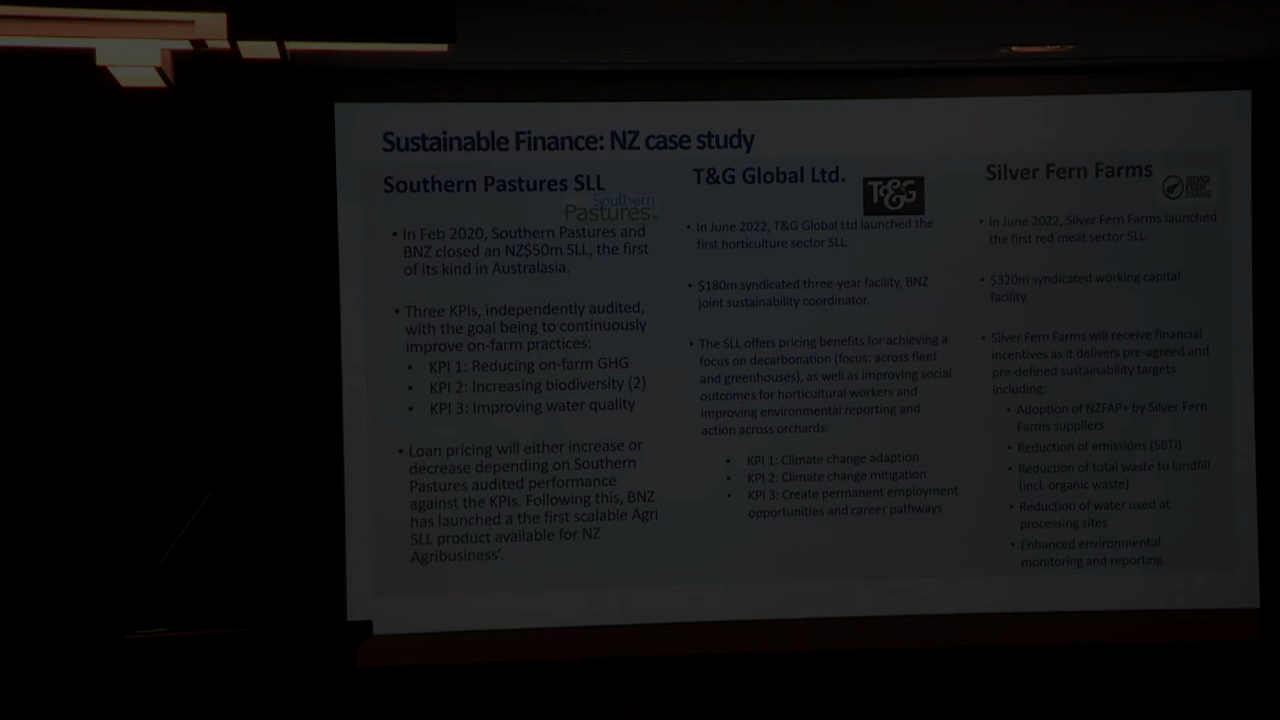 Sustainable Finance: NZ case study
Southern Pastures SLL
Southern
Pastures
• In Feb 2020, Southern Pastures and
BNZ closed an NZ$50m SLL, the first
of its kind in Australasia.
• Three KPIs, independently audited,
with the goal being to continuously
improve on-farm practices:
• KPI 1: Reducing on-farm GHG
• KPI 2: Increasing biodiversity (2)
• KPI 3: Improving water quality
• Loan pricing will either increase or
decrease depending on Southern
Pastures audited performance
against the KPIs. Following this, BNZ
has launched a the first scalable Agri
SLL product available for NZ
Agribusiness'.
T&G Global Ltd.
T&G
• In June 2022, T&G Global Ltd launched the
first horticulture sector SLL.
• $180m syndicated three-year facility, BNZ
joint sustainability coordinator.
• The SLL offers pricing benefits for achieving a
focus on decarbonation (focus: across fleet
and greenhouses), as well as improving social
outcomes for horticultural workers and
improving environmental reporting and
action across orchards:
• KPI 1: Climate change adaption
• KPI 2: Climate change mitigation
• KPI 3: Create permanent employment
opportunities and career pathways
Silver Fern Farms
SILVER
FERN
FARMS
• In June 2022, Silver Fern Farms launched
the first red meat sector SLL.
• $320m syndicated working capital
facility.
• Silver Fern Farms will receive financial
incentives as it delivers pre-agreed and
pre-defined sustainability targets
including:
• Adoption of NZFAP+ by Silver Fern
Farms suppliers
• Reduction of emissions (SBTi)
• Reduction of total waste to landfill
(incl. organic waste)
• Reduction of water used at
processing sites
• Enhanced environmental
monitoring and reporting.